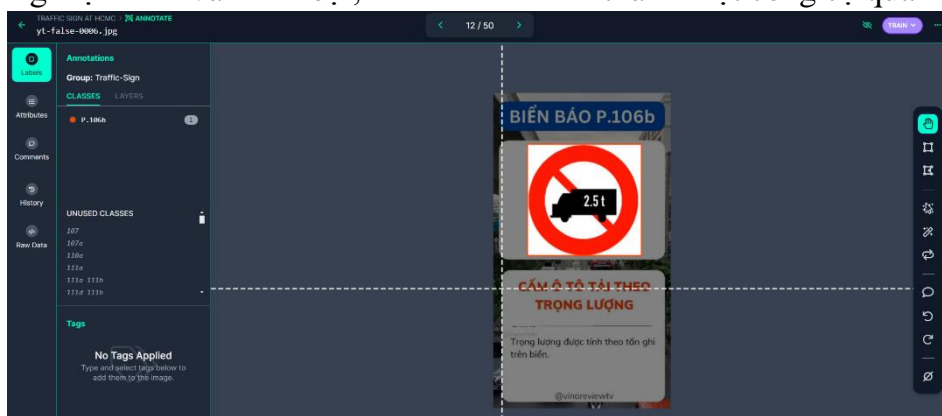 TRAFFIC SIGN AT HCMC > ANNOTATE
yt-false-0006.jpg
12 / 50
TRAIN
Labels
Attributes
Comments
History
Raw Data
Annotations
Group: Traffic-Sign
CLASSES LAYERS
P.106b 1
UNUSED CLASSES
107
107a
110a
111a
111a 111b
111d 111b
Tags
No Tags Applied
Type and select tags below to
add them to the image.
BIỂN BÁO P.106b
2.5 t
CẤM Ô TÔ TẢI THEO
TRỌNG LƯỢNG
Trọng lượng được tính theo tấn ghi
trên biển.
@vinoreviewtv